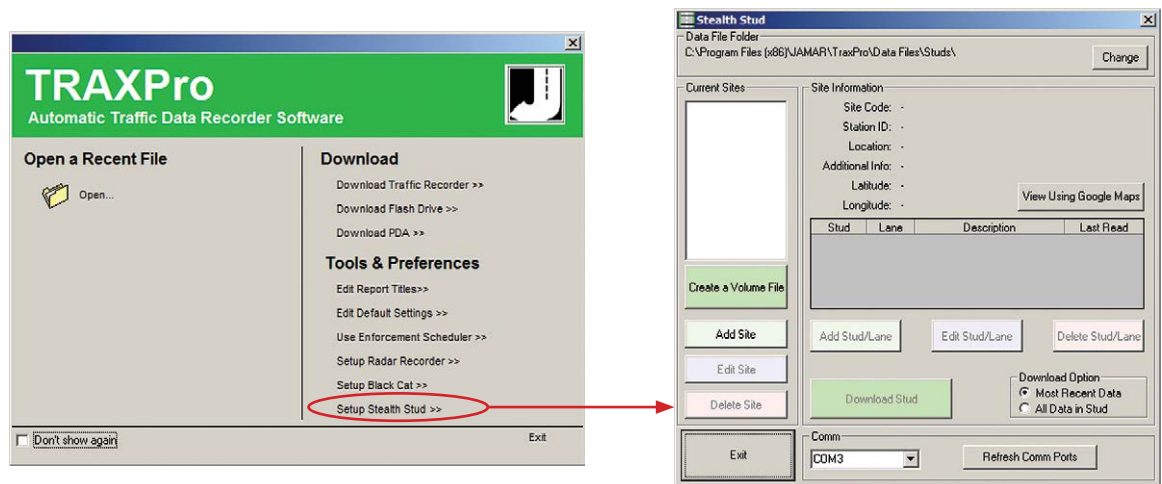 TRAXPro
Automatic Traffic Data Recorder Software
Open a Recent File
Open...
Download
Download Traffic Recorder >>
Download Flash Drive >>
Download PDA >>
Tools & Preferences
Edit Report Titles>>
Edit Default Settings >>
Use Enforcement Scheduler >>
Setup Radar Recorder >>
Setup Black Cat >>
Setup Stealth Stud >>
Don't show again
Exit
Stealth Stud
Data File Folder
C:\Program Files (x86)\JAMAR\TraxPro\Data Files\Studs\
Change
Current Sites
Create a Volume File
Add Site
Edit Site
Delete Site
Exit
Site Information
Site Code: -
Station ID: -
Location: -
Additional Info: -
Latitude: -
Longitude: -
View Using Google Maps
Stud Lane Description Last Read
Add Stud/Lane Edit Stud/Lane Delete Stud/Lane
Download Stud
Download Option
Most Recent Data
All Data in Stud
Comm
COM3
Refresh Comm Ports